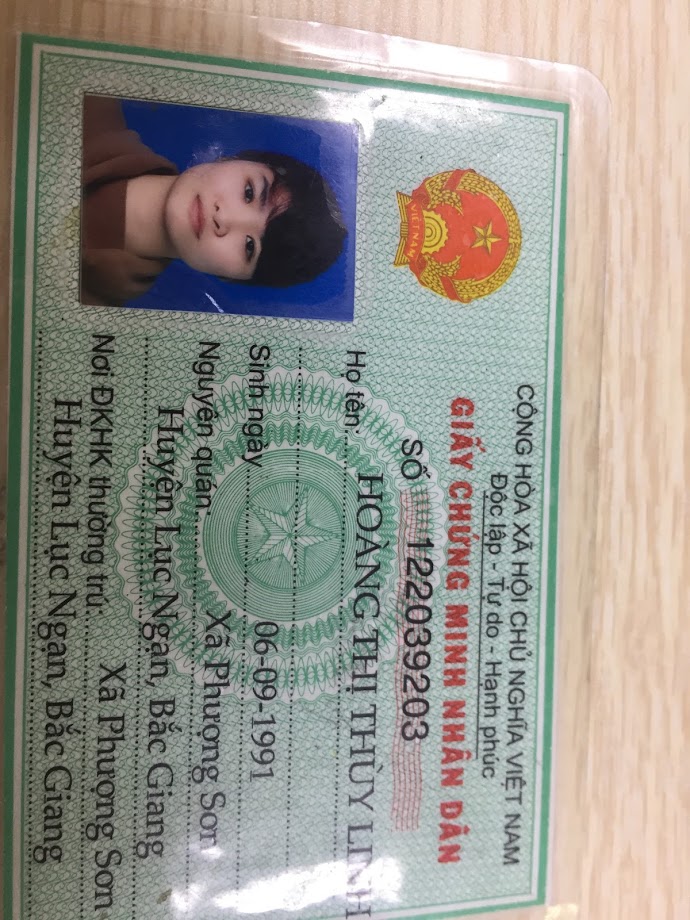 CỘNG HÒA XÃ HỘI CHỦ NGHĨA VIỆT NAM
Độc lập - Tự do - Hạnh phúc
GIẤY CHỨNG MINH NHÂN DÂN
SỐ 122039203
VIỆT NAM
Họ tên: HOÀNG THỊ THÙY LINH
Sinh ngày 06-09-1991
Nguyên quán: Xã Phượng Sơn
Huyện Lục Ngạn, Bắc Giang
Nơi ĐKHK thường trú: Xã Phượng Sơn
Huyện Lục Ngạn, Bắc Giang